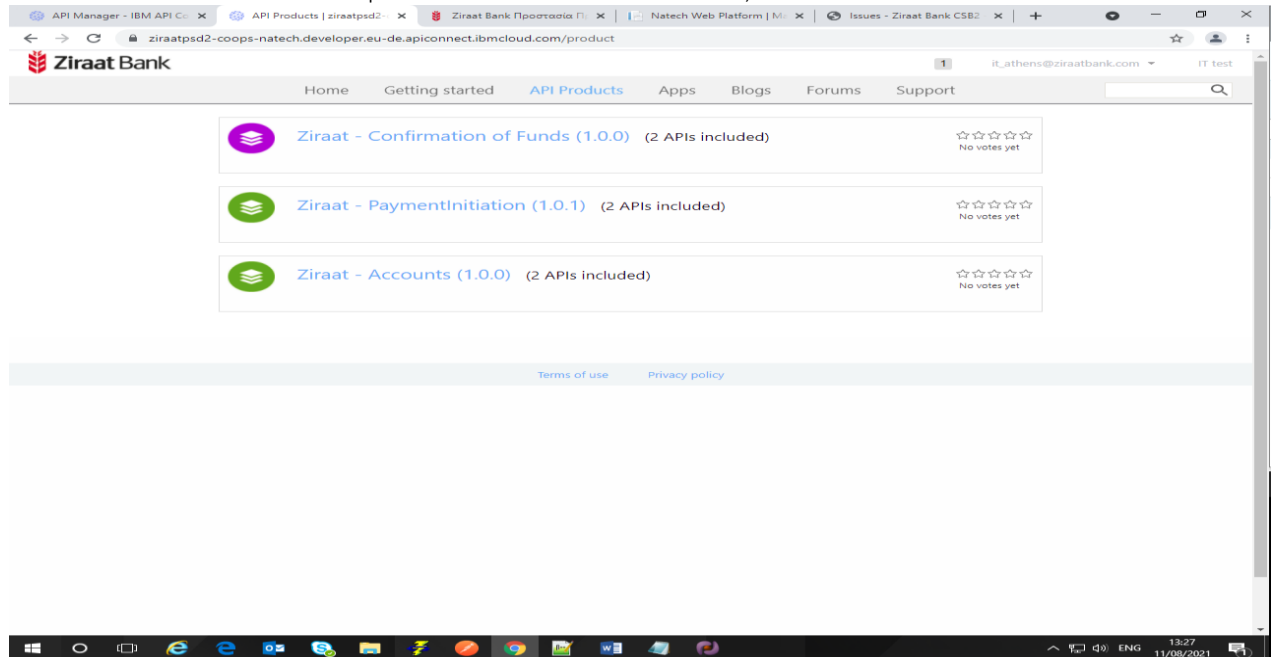 API Manager - IBM API Co
API Products | ziraatpsd2-
Ziraat Bank Προστασία Π
Natech Web Platform | Ma
Issues - Ziraat Bank CSB2
ziraatpsd2-coops-natech.developer.eu-de.apiconnect.ibmcloud.com/product
Ziraat Bank
1 it_athens@ziraatbank.com IT test
Home Getting started API Products Apps Blogs Forums Support
Ziraat - Confirmation of Funds (1.0.0) (2 APIs included)
No votes yet
Ziraat - PaymentInitiation (1.0.1) (2 APIs included)
No votes yet
Ziraat - Accounts (1.0.0) (2 APIs included)
No votes yet
Terms of use Privacy policy
ENG
13:27
11/08/2021